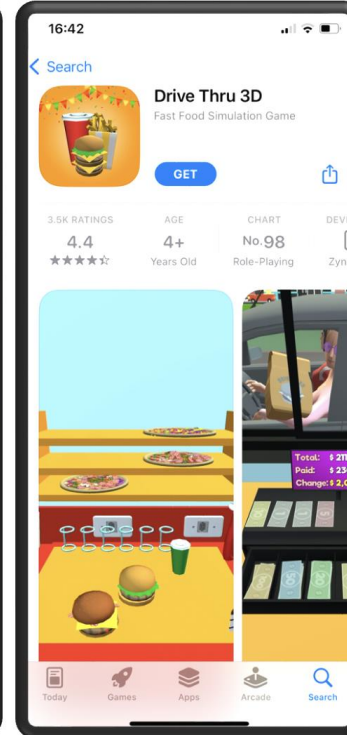 16:42
Search
Drive Thru 3D
Fast Food Simulation Game
GET
3.5K RATINGS
AGE
CHART
4.4
4+
No.98
Years Old
Role-Playing
Total:
Paid:
Change:
Today
Games
Apps
Arcade
Search